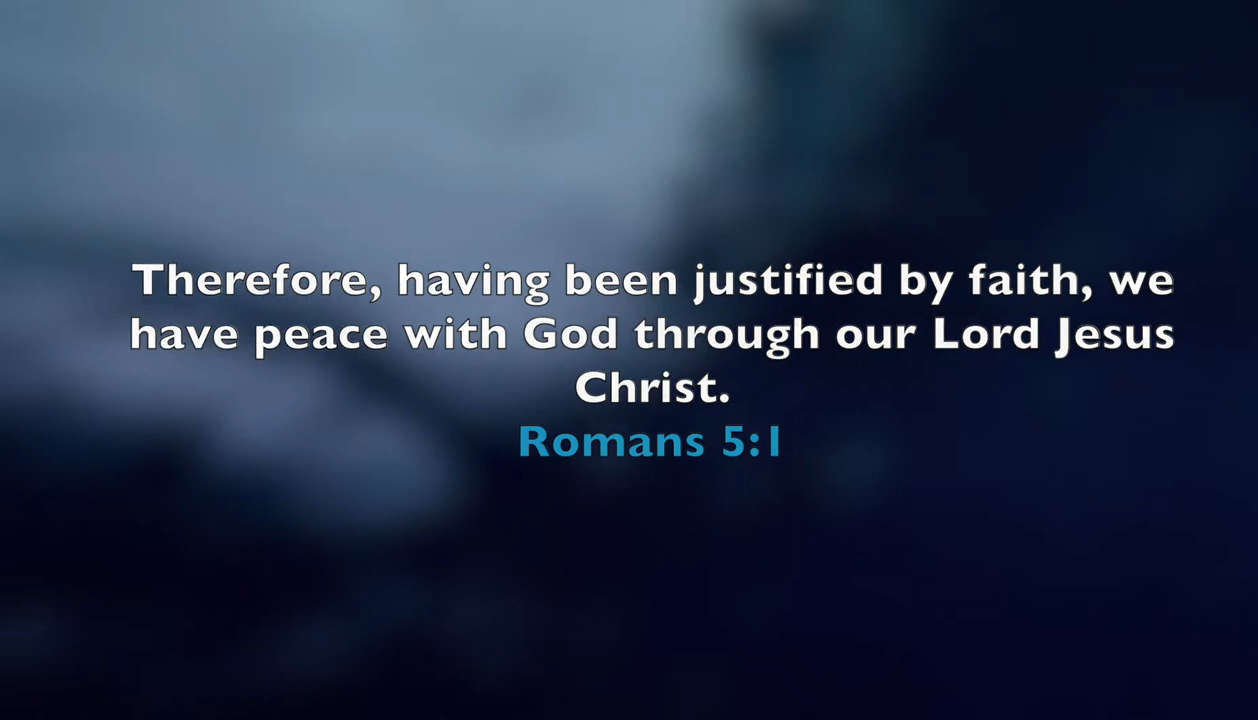 Therefore, having been justified by faith, we
have peace with God through our Lord Jesus
Christ.
Romans 5:1